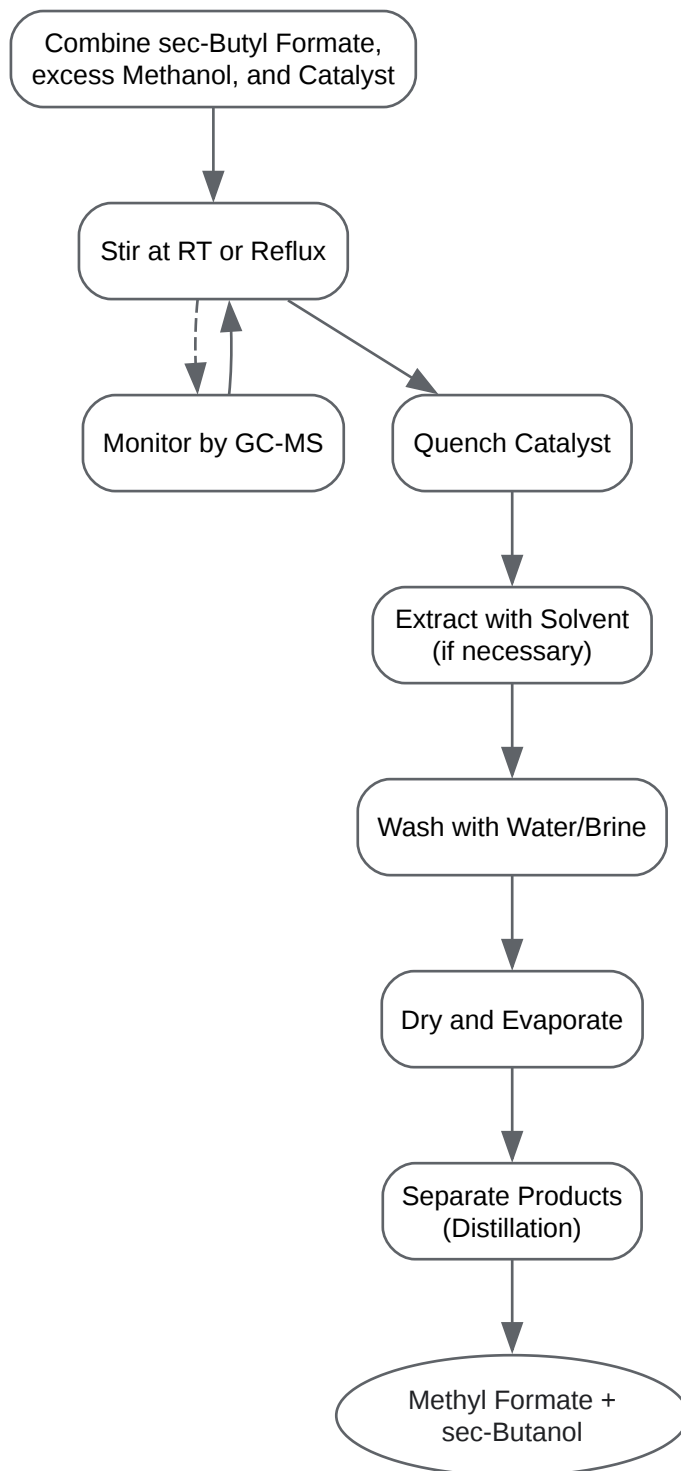 Combine sec-Butyl Formate,
excess Methanol, and Catalyst
Stir at RT or Reflux
Monitor by GC-MS
Quench Catalyst
Extract with Solvent
(if necessary)
Wash with Water/Brine
Dry and Evaporate
Separate Products
(Distillation)
Methyl Formate +
sec-Butanol